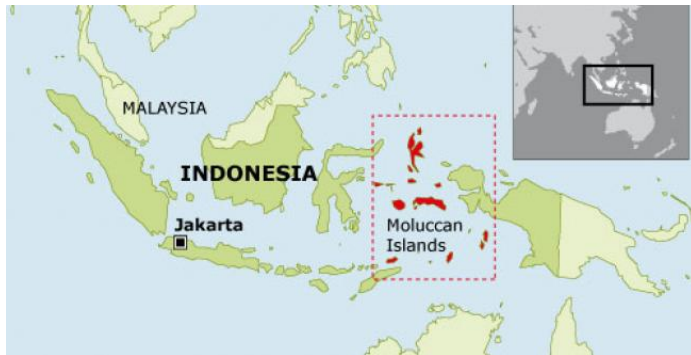 MALAYSIA
INDONESIA
Jakarta
Moluccan
Islands